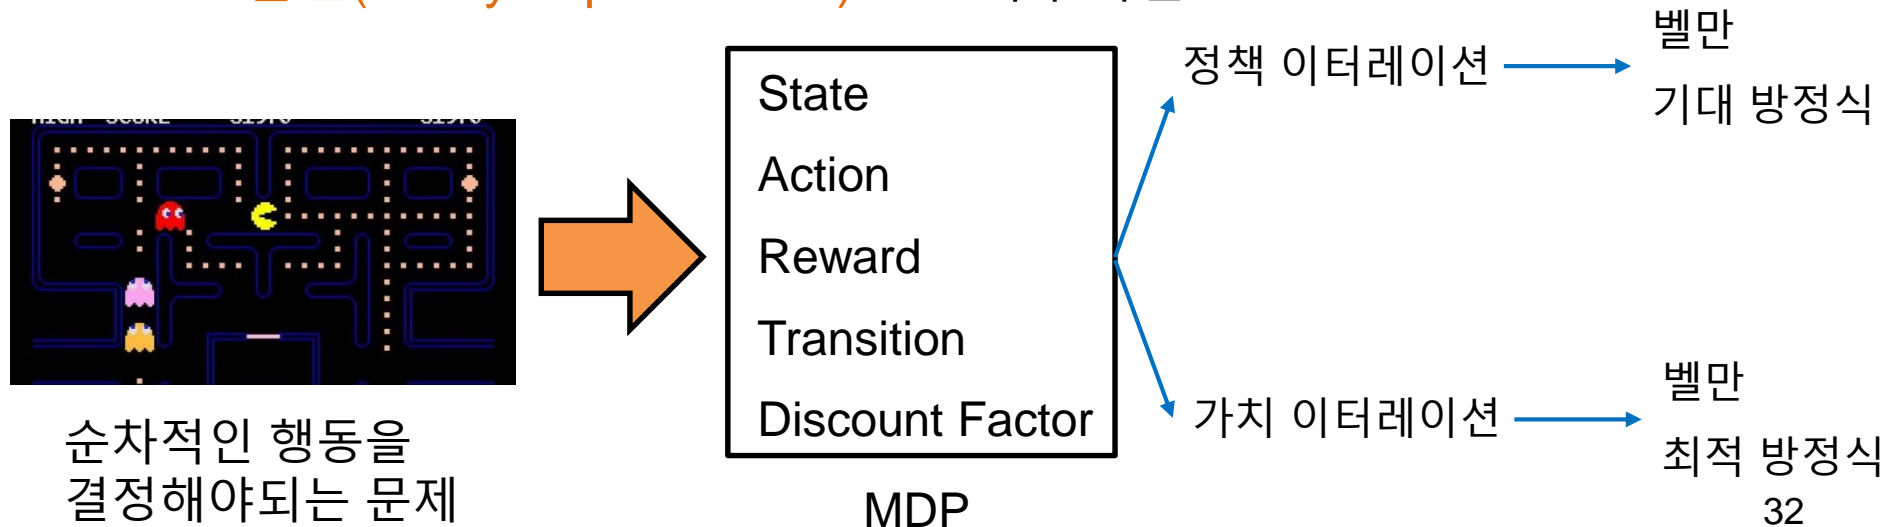 벨만
정책 이터레이션
기대 방정식
State
Action
Reward
Transition
Discount Factor
MDP
순차적인 행동을
결정해야되는 문제
가치 이터레이션
벨만
최적 방정식
32